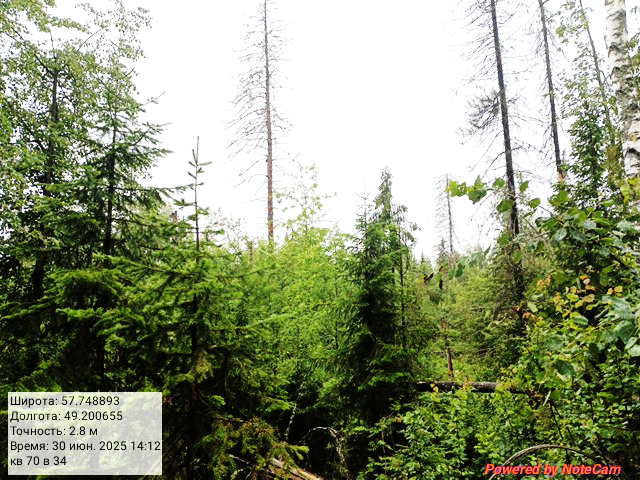 Широта: 57.748893
Долгота: 49.200655
Точность: 2.8 м
Время: 30 июн. 2025 14:12
кв 70 в 34
Powered by NoteCam